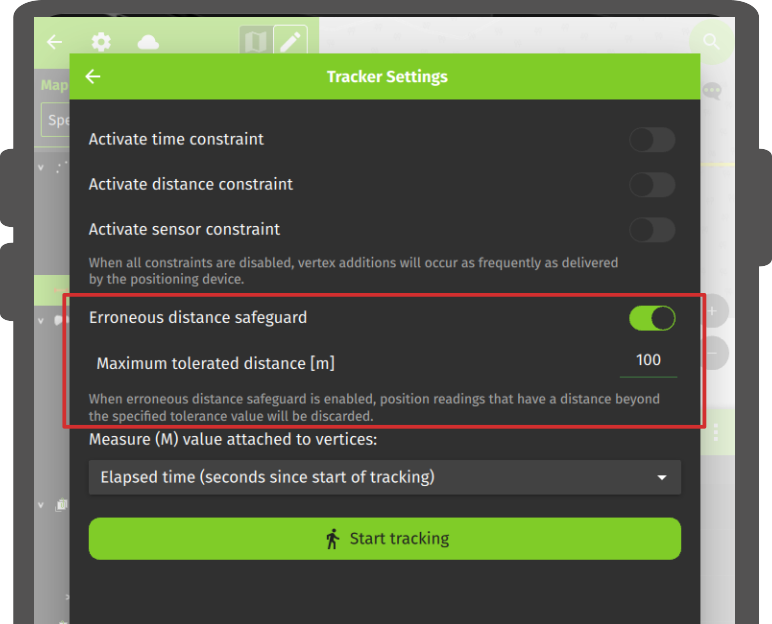 Tracker Settings
Map
Spe
Activate time constraint
Activate distance constraint
Activate sensor constraint
When all constraints are disabled, vertex additions will occur as frequently as delivered
by the positioning device.
Erroneous distance safeguard
Maximum tolerated distance [m]
100
When erroneous distance safeguard is enabled, position readings that have a distance beyond
the specified tolerance value will be discarded.
Measure (M) value attached to vertices:
Elapsed time (seconds since start of tracking)
Start tracking